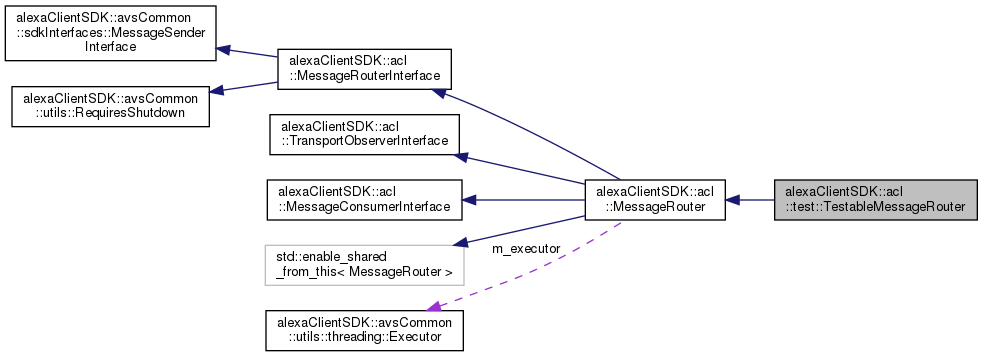 alexaClientSDK::avsCommon
::sdkInterfaces::MessageSender
Interface
alexaClientSDK::avsCommon
::utils::RequiresShutdown
alexaClientSDK::acl
::MessageRouterInterface
alexaClientSDK::acl
::TransportObserverInterface
alexaClientSDK::acl
::MessageConsumerInterface
std::enable_shared
_from_this< MessageRouter >
alexaClientSDK::avsCommon
::utils::threading::Executor
m_executor
alexaClientSDK::acl
::MessageRouter
alexaClientSDK::acl
::test::TestableMessageRouter